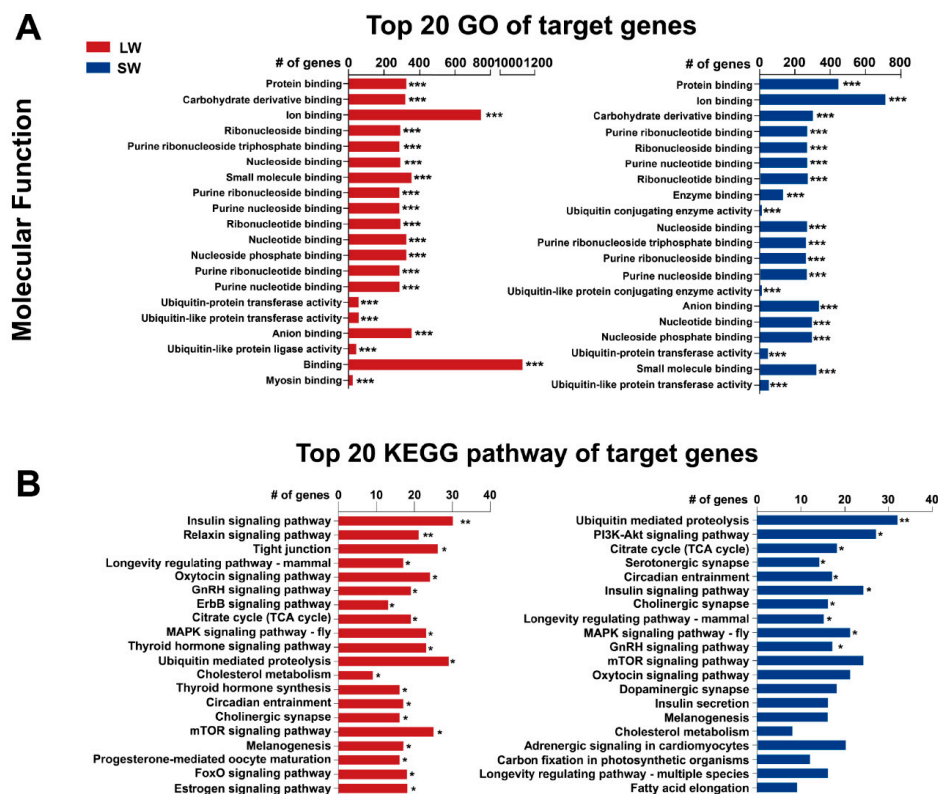 A
Top 20 GO of target genes
LW
SW
Molecular Function
# of genes
0 200 400 600 800 1000 1200
Protein binding ***
Carbohydrate derivative binding ***
Ion binding ***
Ribonucleoside binding ***
Purine ribonucleoside triphosphate binding ***
Nucleoside binding ***
Small molecule binding ***
Purine ribonucleoside binding ***
Purine nucleoside binding ***
Ribonucleotide binding ***
Nucleotide binding ***
Nucleoside phosphate binding ***
Purine ribonucleotide binding ***
Purine nucleotide binding ***
Ubiquitin-protein transferase activity ***
Ubiquitin-like protein transferase activity ***
Anion binding ***
Ubiquitin-like protein ligase activity ***
Binding ***
Myosin binding ***
# of genes
0 200 400 600 800
Protein binding ***
Ion binding ***
Carbohydrate derivative binding ***
Purine ribonucleotide binding ***
Ribonucleoside binding ***
Purine nucleotide binding ***
Ribonucleotide binding ***
Enzyme binding ***
Ubiquitin conjugating enzyme activity ***
Nucleoside binding ***
Purine ribonucleoside triphosphate binding ***
Purine ribonucleoside binding ***
Purine nucleoside binding ***
Ubiquitin-like protein conjugating enzyme activity ***
Anion binding ***
Nucleotide binding ***
Nucleoside phosphate binding ***
Ubiquitin-protein transferase activity ***
Small molecule binding ***
Ubiquitin-like protein transferase activity ***
B
Top 20 KEGG pathway of target genes
# of genes
0 10 20 30 40
Insulin signaling pathway **
Relaxin signaling pathway **
Tight junction *
Longevity regulating pathway - mammal *
Oxytocin signaling pathway *
GnRH signaling pathway *
ErbB signaling pathway *
Citrate cycle (TCA cycle) *
MAPK signaling pathway - fly *
Thyroid hormone signaling pathway *
Ubiquitin mediated proteolysis *
Cholesterol metabolism *
Thyroid hormone synthesis *
Circadian entrainment *
Cholinergic synapse *
mTOR signaling pathway *
Melanogenesis *
Progesterone-mediated oocyte maturation *
FoxO signaling pathway *
Estrogen signaling pathway *
# of genes
0 10 20 30 40
Ubiquitin mediated proteolysis **
PI3K-Akt signaling pathway *
Citrate cycle (TCA cycle) *
Serotonergic synapse *
Circadian entrainment *
Insulin signaling pathway *
Cholinergic synapse *
Longevity regulating pathway - mammal *
MAPK signaling pathway - fly *
GnRH signaling pathway *
mTOR signaling pathway
Oxytocin signaling pathway
Dopaminergic synapse
Insulin secretion
Melanogenesis
Cholesterol metabolism
Adrenergic signaling in cardiomyocytes
Carbon fixation in photosynthetic organisms
Longevity regulating pathway - multiple species
Fatty acid elongation